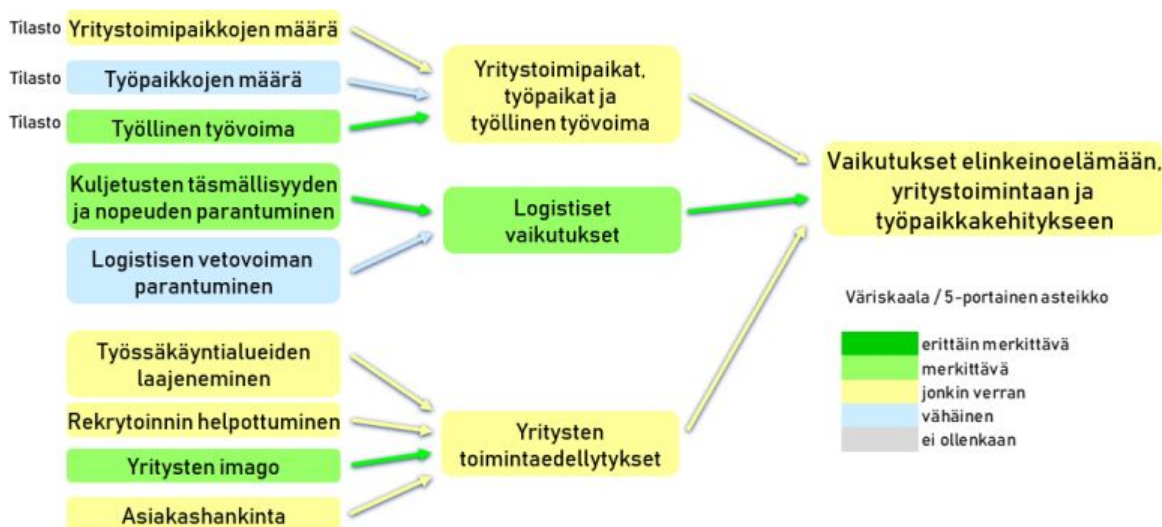 Tilasto Yritystoimipaikkojen määrä
Tilasto Työpaikkojen määrä
Tilasto Työllinen työvoima
Yritystoimipaikat,
työpaikat ja
työllinen työvoima
Kuljetusten täsmällisyyden
ja nopeuden parantuminen
Logistisen vetovoiman
parantuminen
Logistiset
vaikutukset
Vaikutukset elinkeinoelämään,
yritystoimintaan ja
työpaikkakehitykseen
Työssäkäyntialueiden
laajeneminen
Rekrytoinnin helpottuminen
Yritysten imago
Asiakashankinta
Yritysten
toimintaedellytykset
Väriskaala / 5-portainen asteikko
erittäin merkittävä
merkittävä
jonkin verran
vähäinen
ei ollenkaan